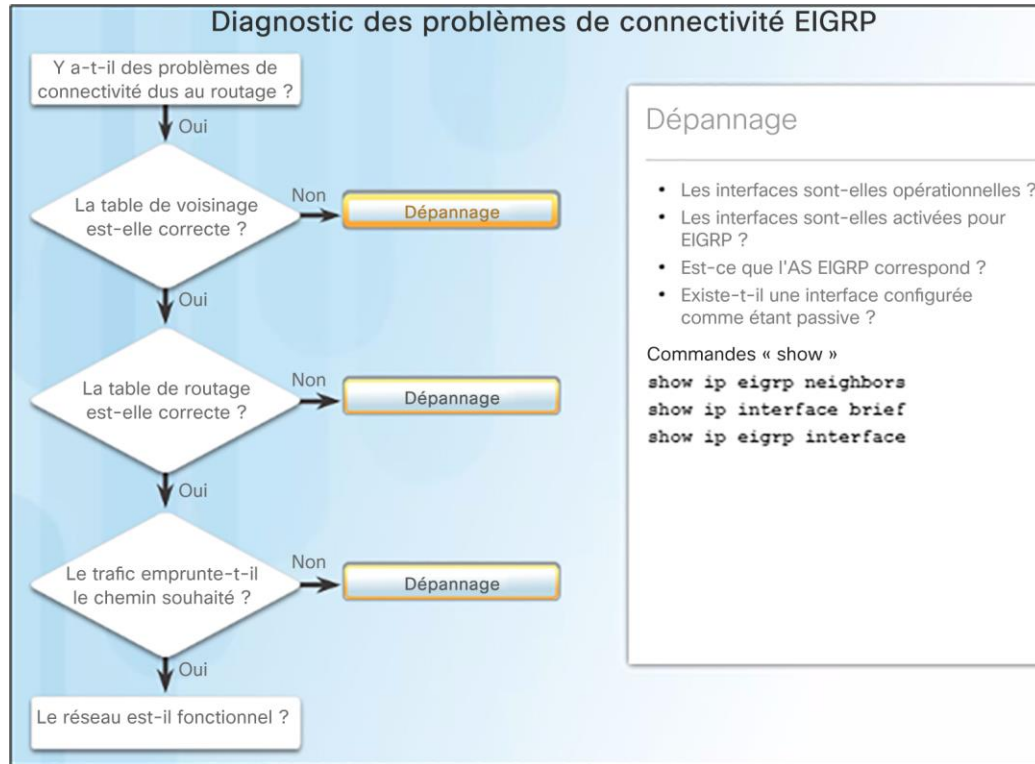 Diagnostic des problèmes de connectivité EIGRP
Y a-t-il des problèmes de
connectivité dus au routage ?
Oui
La table de voisinage
est-elle correcte ?
Non
Dépannage
Oui
La table de routage
est-elle correcte ?
Non
Dépannage
Oui
Le trafic emprunte-t-il
le chemin souhaité ?
Non
Dépannage
Oui
Le réseau est-il fonctionnel ?
Dépannage
• Les interfaces sont-elles opérationnelles ?
• Les interfaces sont-elles activées pour
EIGRP ?
• Est-ce que l'AS EIGRP correspond ?
• Existe-t-il une interface configurée
comme étant passive ?
Commandes « show »
show ip eigrp neighbors
show ip interface brief
show ip eigrp interface